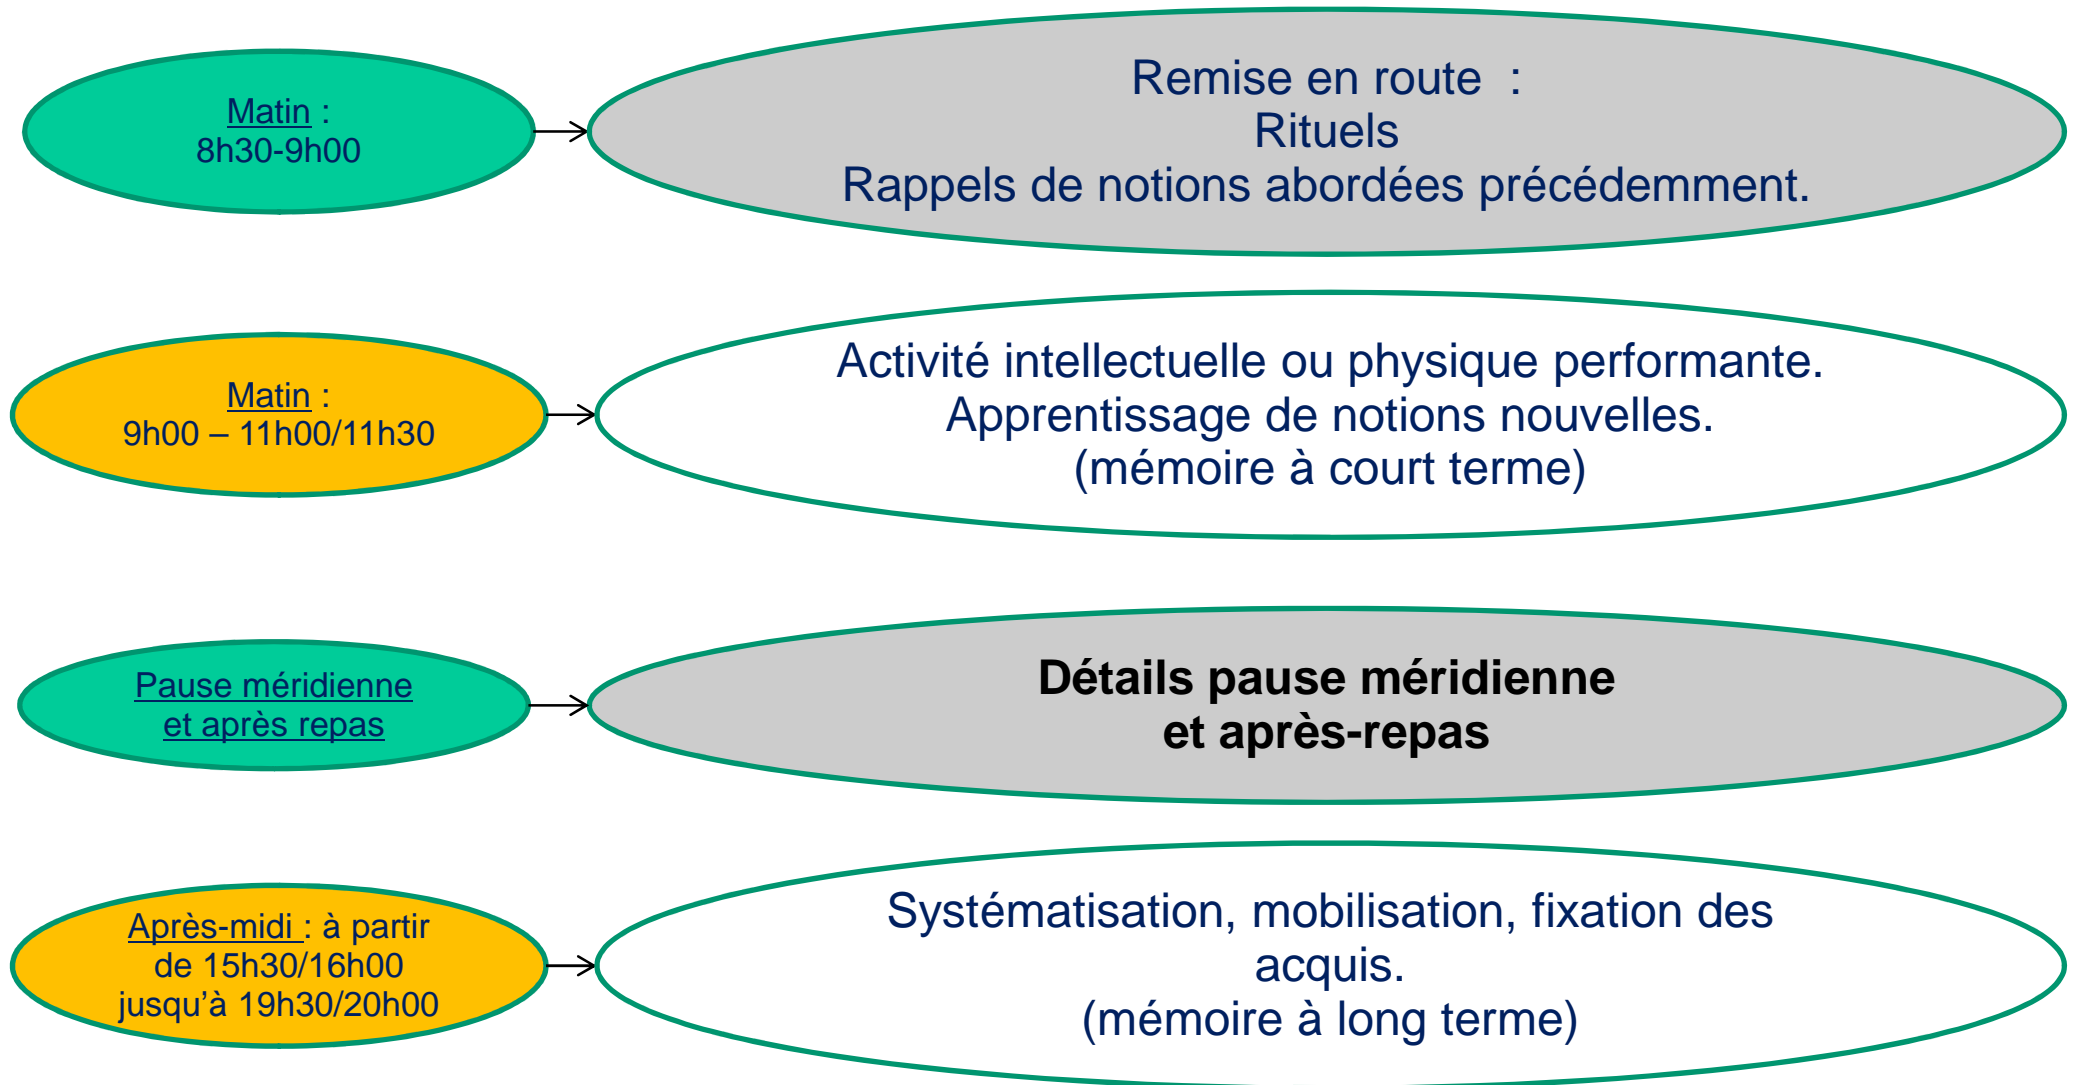 Matin :
8h30-9h00
Remise en route  :
Rituels
Rappels de notions abordées précédemment.
Matin :
9h00 – 11h00/11h30
Activité intellectuelle ou physique performante.
Apprentissage de notions nouvelles.
(mémoire à court terme)
Pause méridienne
et après repas
Détails pause méridienne
et après-repas
Après-midi : à partir
de 15h30/16h00
jusqu’à 19h30/20h00
Systématisation, mobilisation, fixation des
acquis.
(mémoire à long terme)